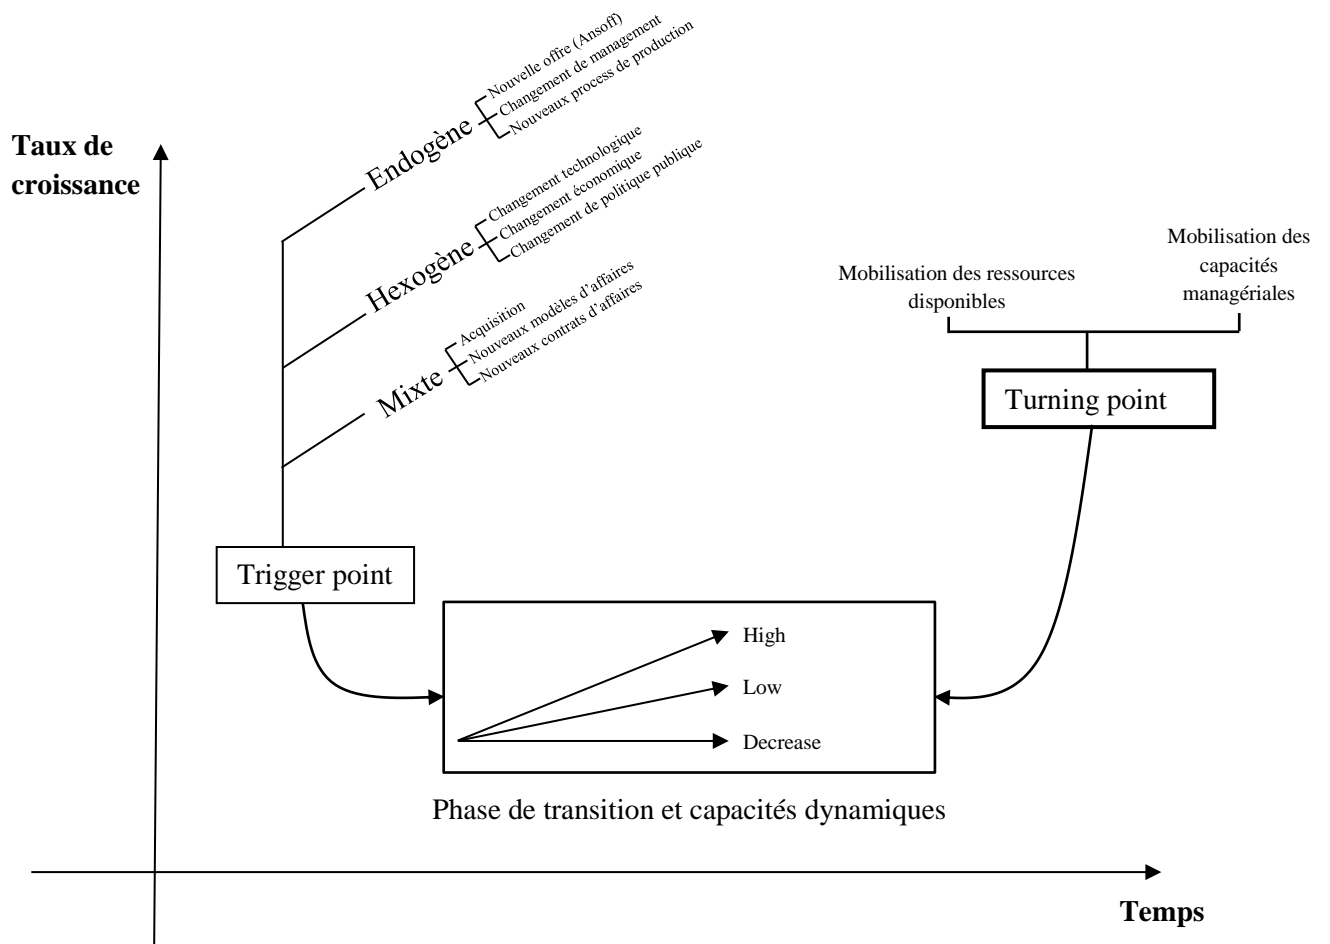 Nouvelle offre (Ansoff)
Changement de management
Nouveaux process de production
Endogène
Taux de
croissance
Changement technologique
Changement économique
Changement de politique publique
Hexogène
Acquisition
Nouveaux modèles d’affaires
Nouveaux contrats d’affaires
Mixte
Mobilisation des ressources
disponibles
Mobilisation des
capacités
managériales
Turning point
Trigger point
High
Low
Decrease
Phase de transition et capacités dynamiques
Temps